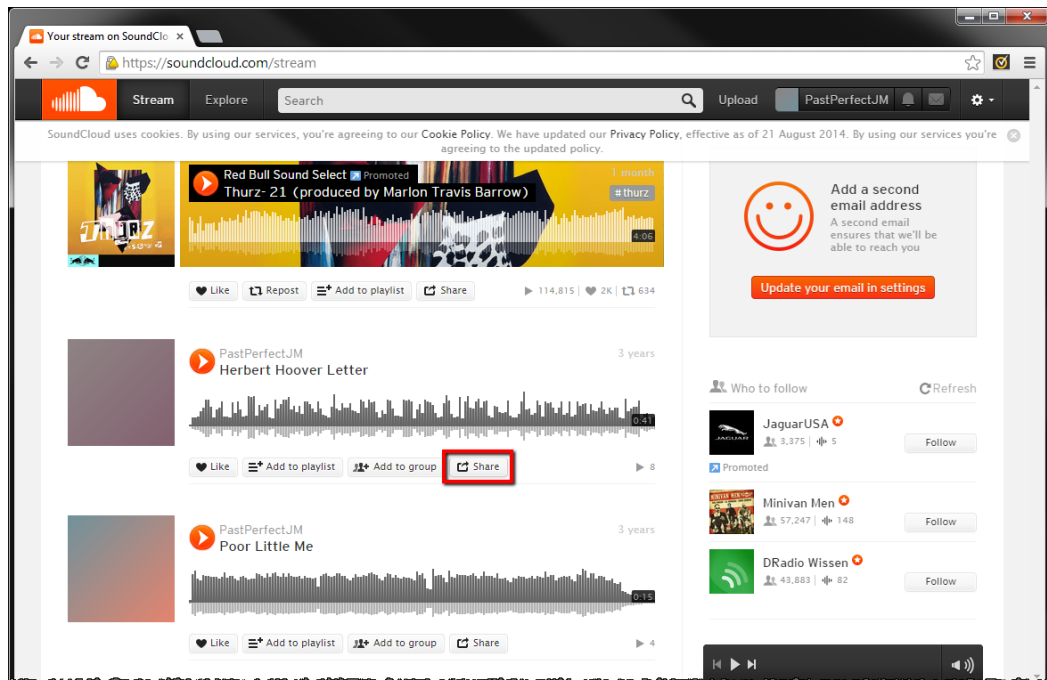 Your stream on SoundClo
https://soundcloud.com/stream
Stream Explore Search Upload PastPerfectJM
SoundCloud uses cookies. By using our services, you're agreeing to our Cookie Policy. We have updated our Privacy Policy, effective as of 21 August 2014. By using our services you're
agreeing to the updated policy.
Red Bull Sound Select Promoted
1 month
Thurz- 21 (produced by Marlon Travis Barrow)
# thurz
4:06
Like Repost Add to playlist Share 114,815 2K 634
PastPerfectJM
3 years
Herbert Hoover Letter
0:41
Like Add to playlist Add to group Share 8
PastPerfectJM
3 years
Poor Little Me
0:15
Like Add to playlist Add to group Share 4
Add a second
email address
A second email
ensures that we'll be
able to reach you
Update your email in settings
Who to follow Refresh
JAGUAR
JaguarUSA
3,375 5
Follow
Promoted
MINIVAN MEN
Minivan Men
57,247 148
Follow
DRadio Wissen
43,883 82
Follow